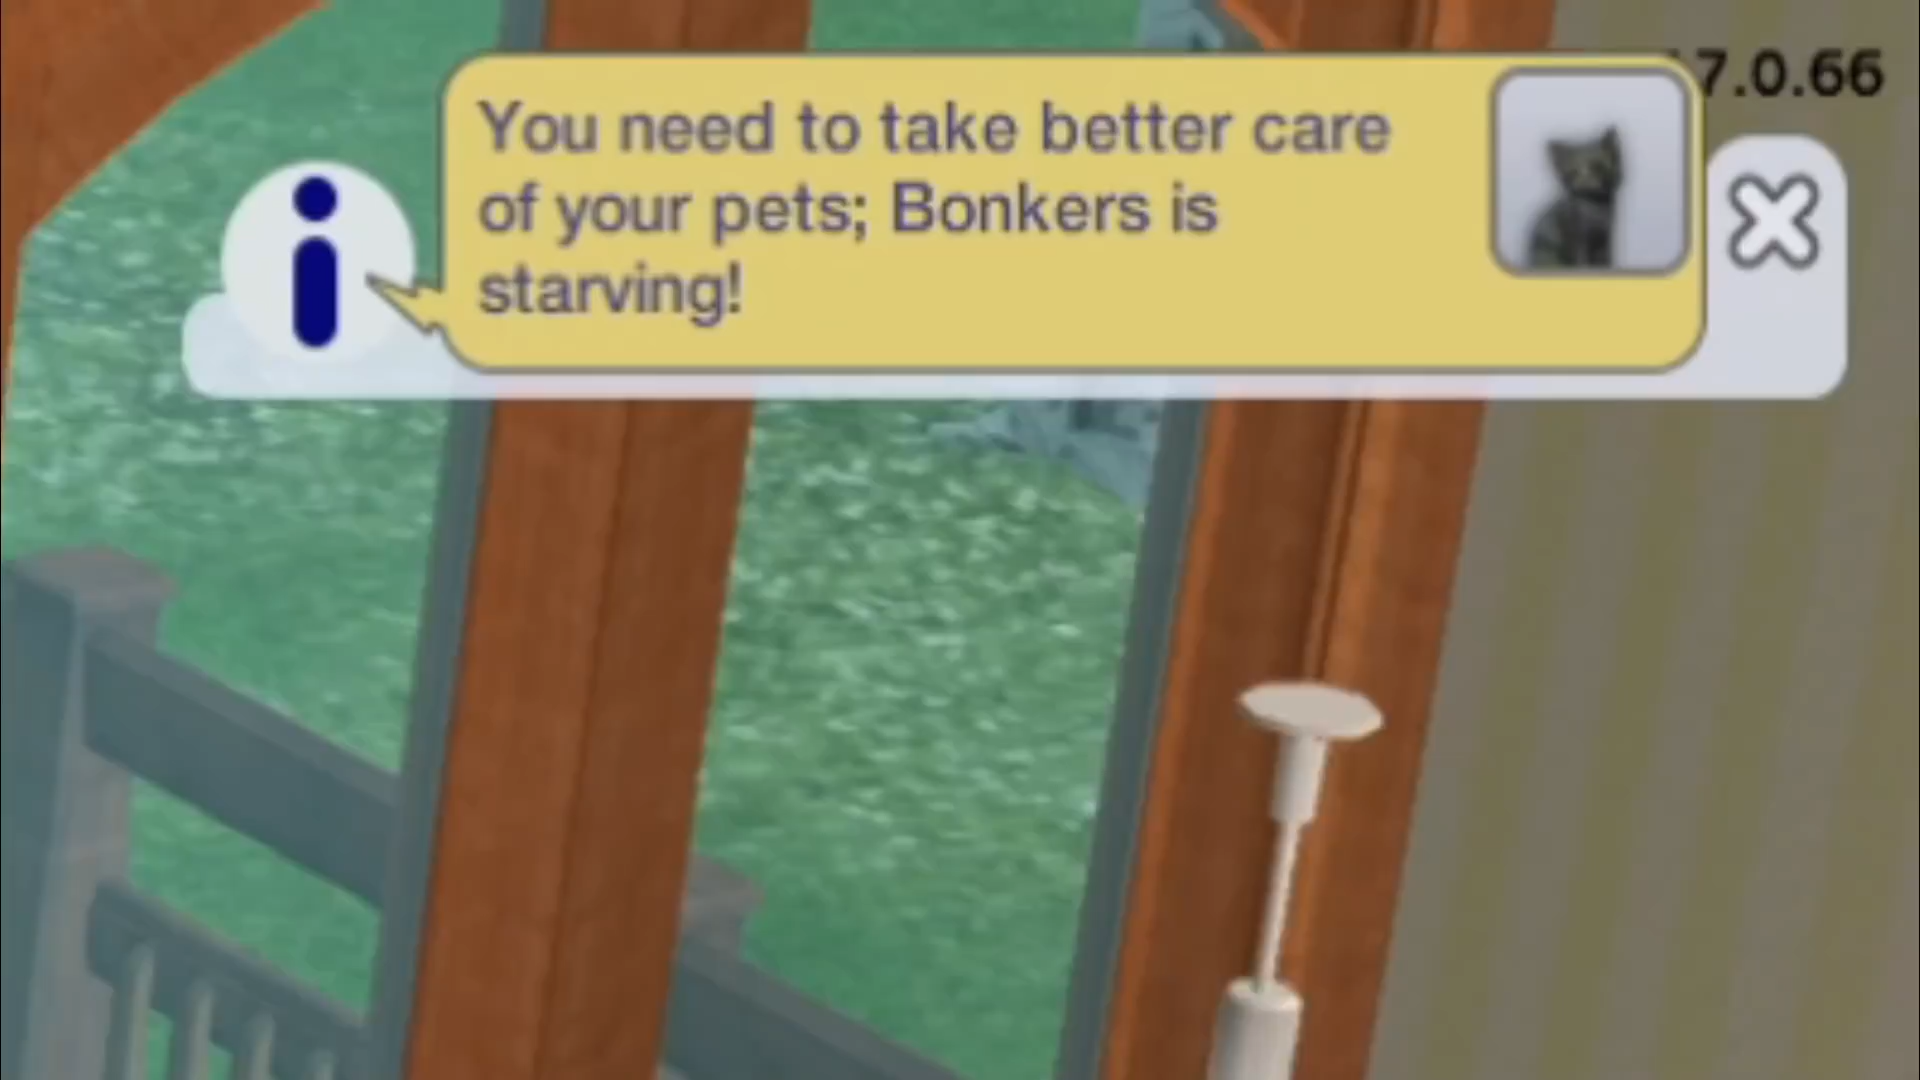 7.0.66
You need to take better care
of your pets; Bonkers is
starving!